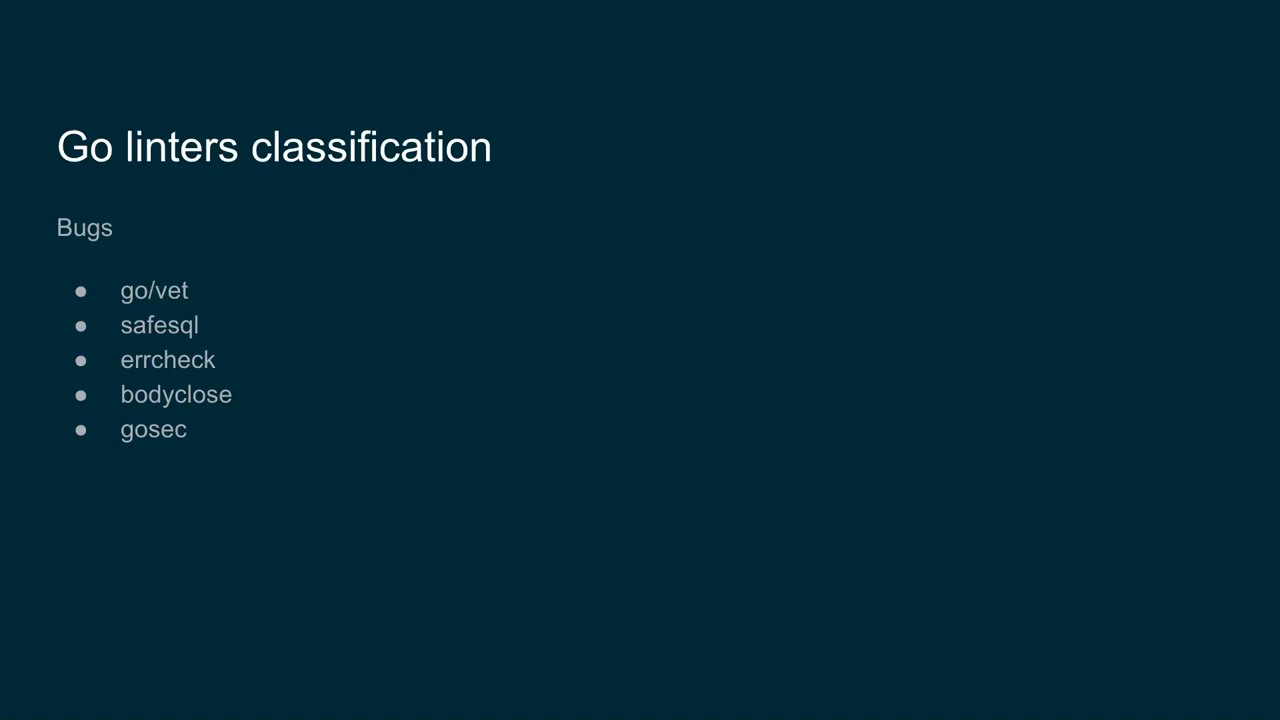 Go linters classification
Bugs
● go/vet
● safesql
● errcheck
● bodyclose
● gosec